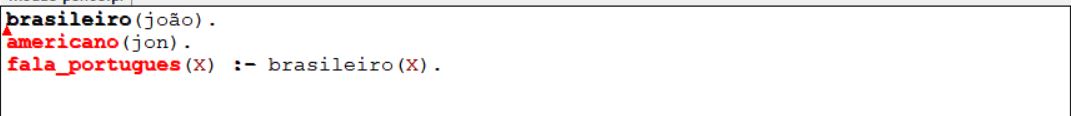 brasileiro(joão).
americano(jon).
fala_portugues(X) :- brasileiro(X).